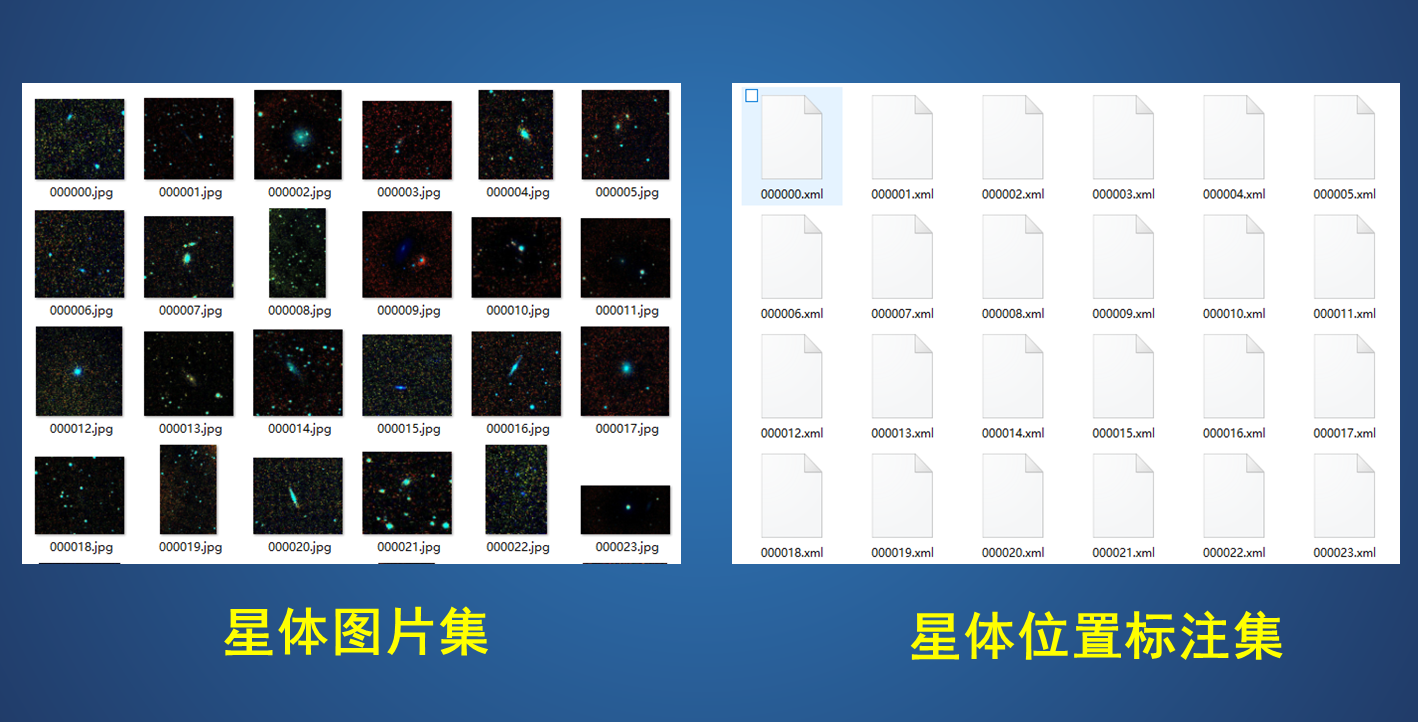 000000.jpg 000001.jpg 000002.jpg 000003.jpg 000004.jpg 000005.jpg
000006.jpg 000007.jpg 000008.jpg 000009.jpg 000010.jpg 000011.jpg
000012.jpg 000013.jpg 000014.jpg 000015.jpg 000016.jpg 000017.jpg
000018.jpg 000019.jpg 000020.jpg 000021.jpg 000022.jpg 000023.jpg
星体图片集
000000.xml 000001.xml 000002.xml 000003.xml 000004.xml 000005.xml
000006.xml 000007.xml 000008.xml 000009.xml 000010.xml 000011.xml
000012.xml 000013.xml 000014.xml 000015.xml 000016.xml 000017.xml
000018.xml 000019.xml 000020.xml 000021.xml 000022.xml 000023.xml
星体位置标注集